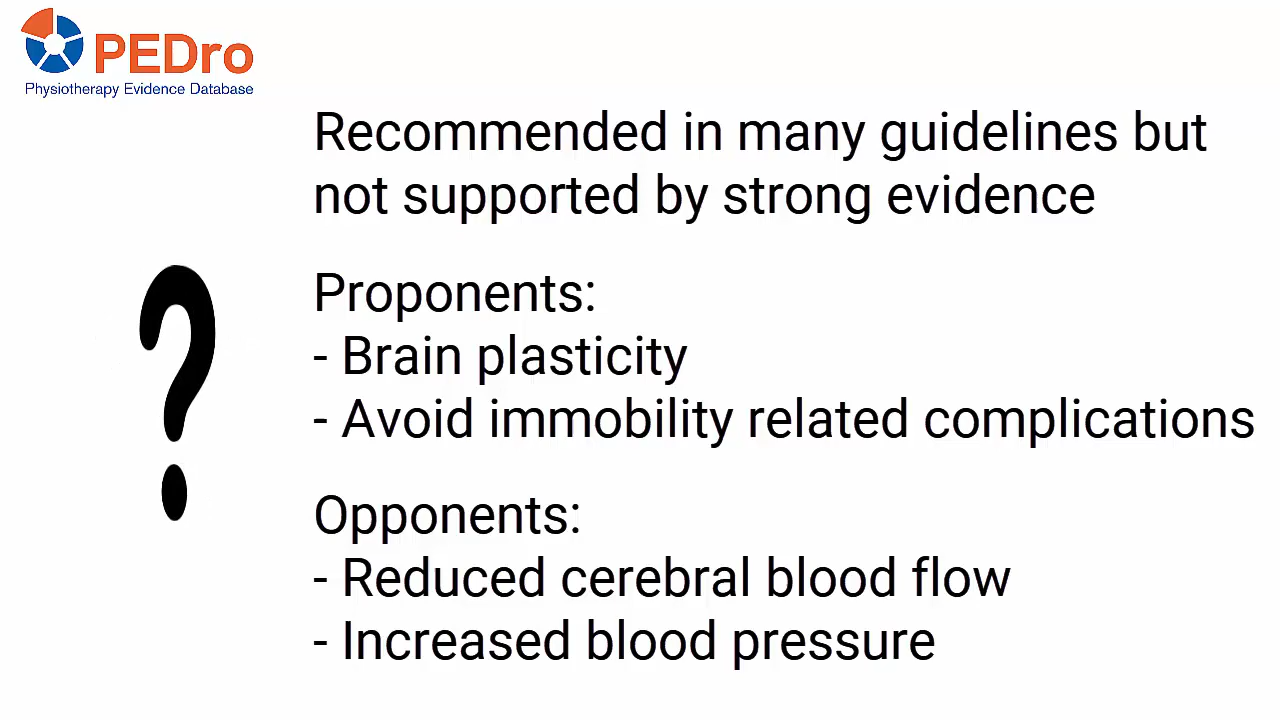 PEDro
Physiotherapy Evidence Database
Recommended in many guidelines but
not supported by strong evidence
?
Proponents:
- Brain plasticity
- Avoid immobility related complications
Opponents:
- Reduced cerebral blood flow
- Increased blood pressure